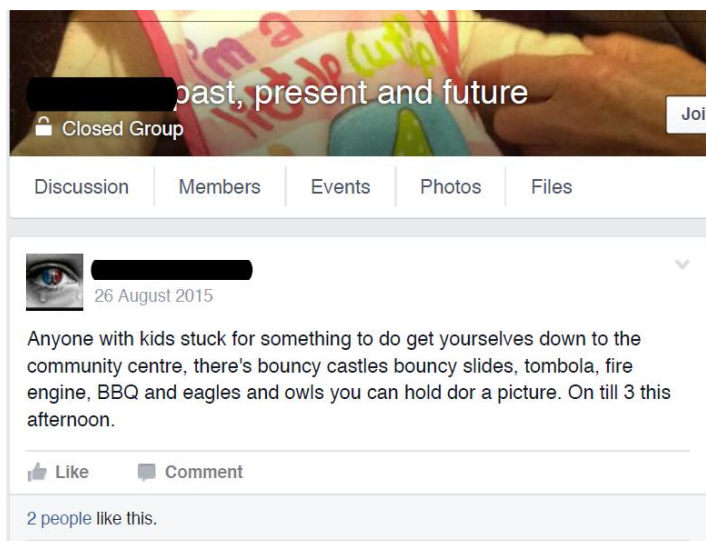 I'm a
Hoot Cutie
past, present and future
Closed Group
Joi
Discussion Members Events Photos Files
26 August 2015
Anyone with kids stuck for something to do get yourselves down to the
community centre, there's bouncy castles bouncy slides, tombola, fire
engine, BBQ and eagles and owls you can hold dor a picture. On till 3 this
afternoon.
Like Comment
2 people like this.